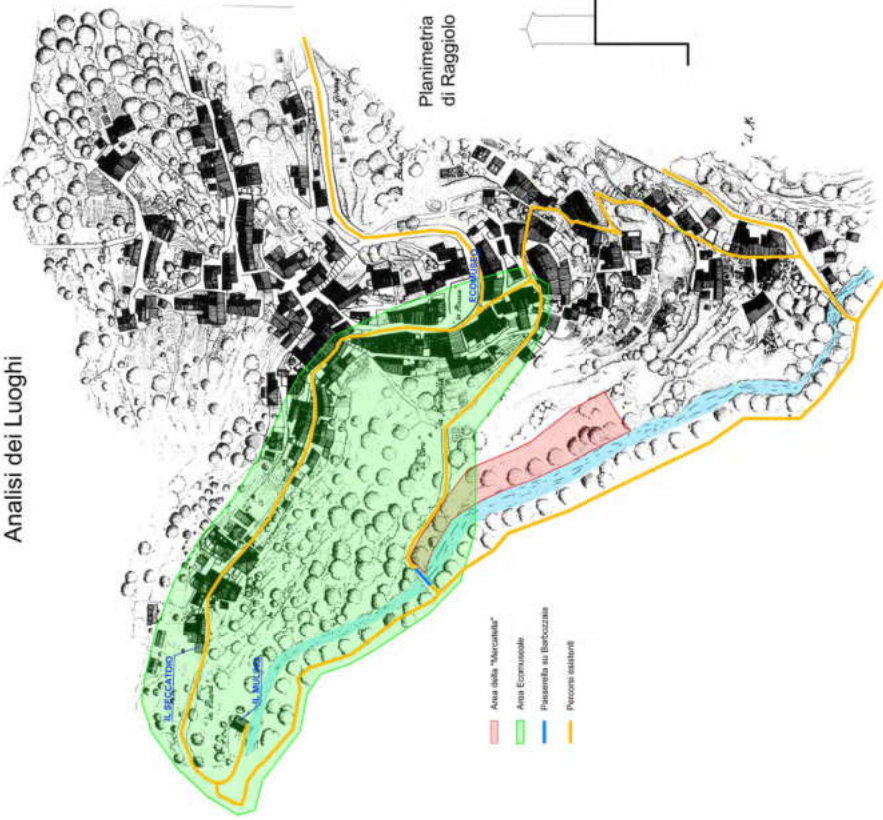 Analisi dei Luoghi
Planimetria
di Raggiolo
ECOMUSEO
IL SECCATOIO
IL MULINO
Area della "Mercatella"
Area Ecomuseale
Passerella su Barbozzaia
Percorsi esistenti